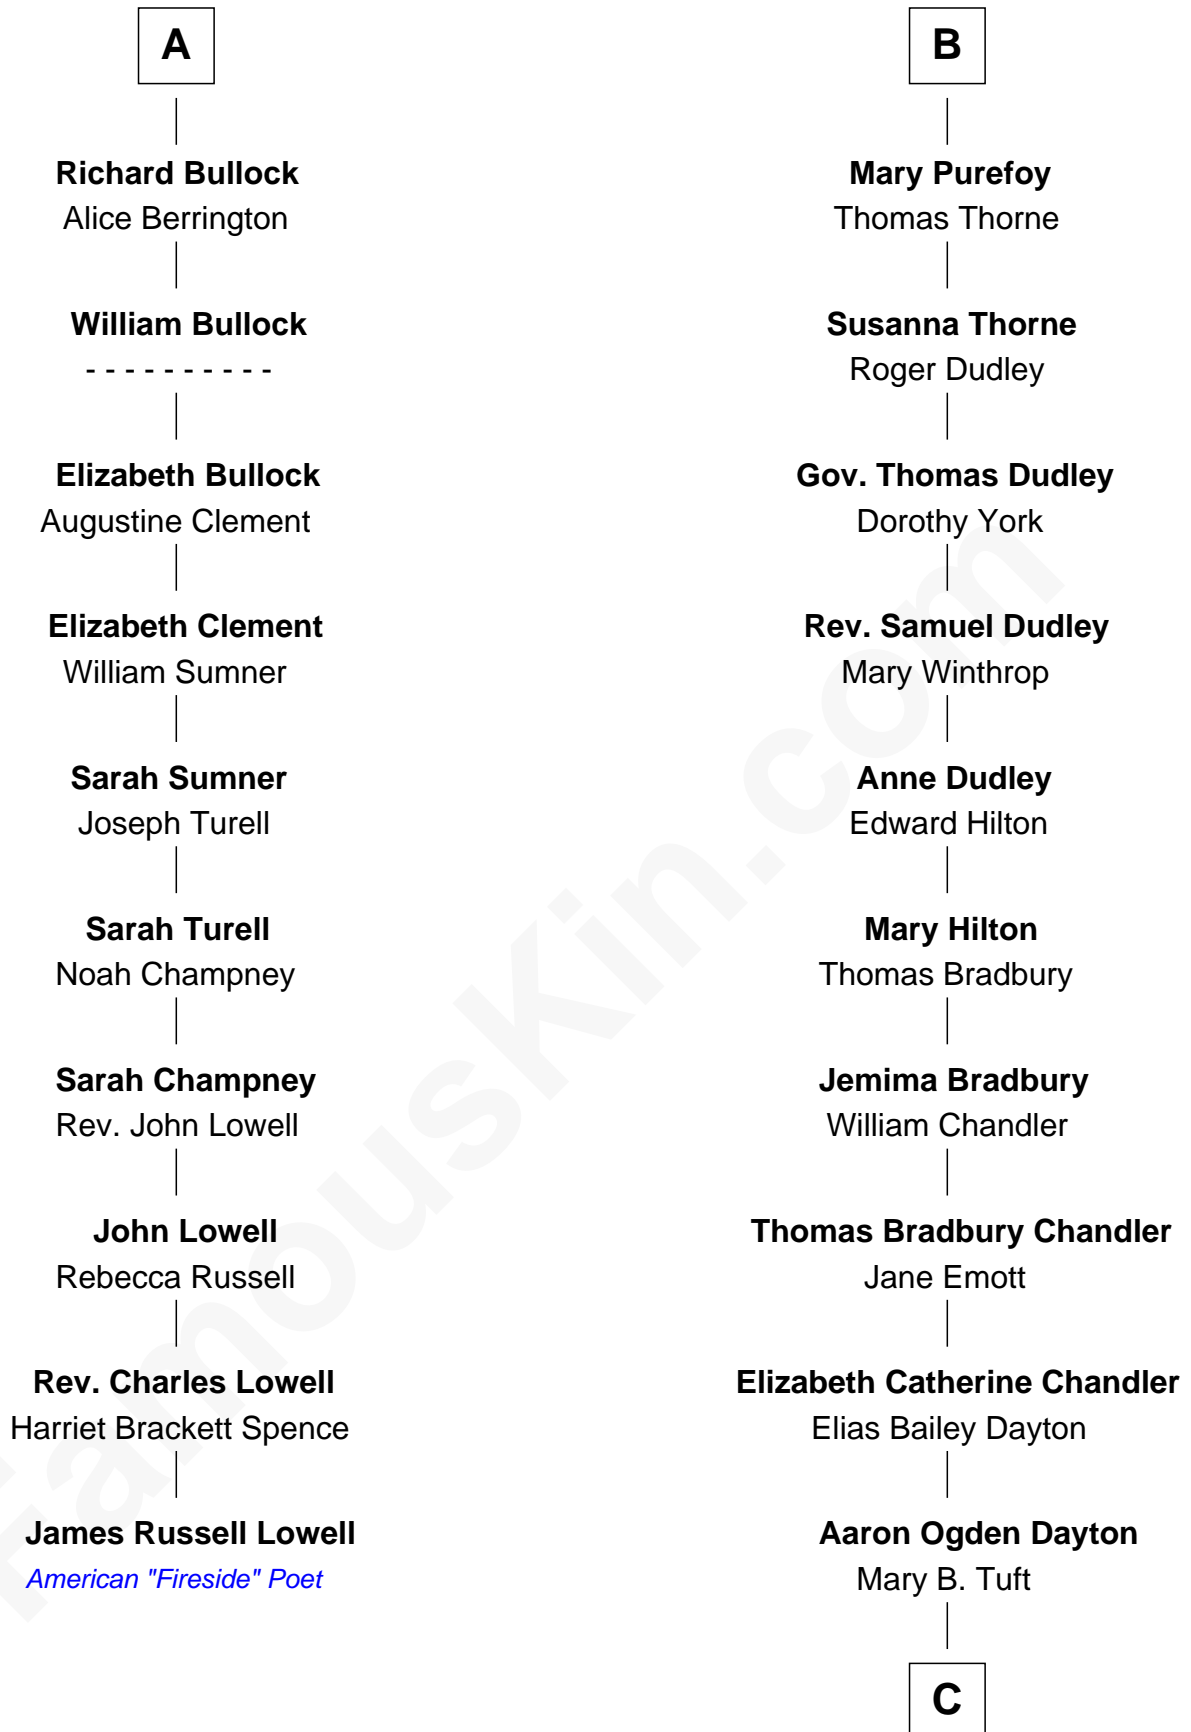 A
Richard Bullock
Alice Berrington
William Bullock
- - - - - - - - - -
Elizabeth Bullock
Augustine Clement
Elizabeth Clement
William Sumner
Sarah Sumner
Joseph Turell
Sarah Turell
Noah Champney
Sarah Champney
Rev. John Lowell
John Lowell
Rebecca Russell
Rev. Charles Lowell
Harriet Brackett Spence
James Russell Lowell
American "Fireside" Poet
B
Mary Purefoy
Thomas Thorne
Susanna Thorne
Roger Dudley
Gov. Thomas Dudley
Dorothy York
Rev. Samuel Dudley
Mary Winthrop
Anne Dudley
Edward Hilton
Mary Hilton
Thomas Bradbury
Jemima Bradbury
William Chandler
Thomas Bradbury Chandler
Jane Emott
Elizabeth Catherine Chandler
Elias Bailey Dayton
Aaron Ogden Dayton
Mary B. Tuft
C
FamousKin.com